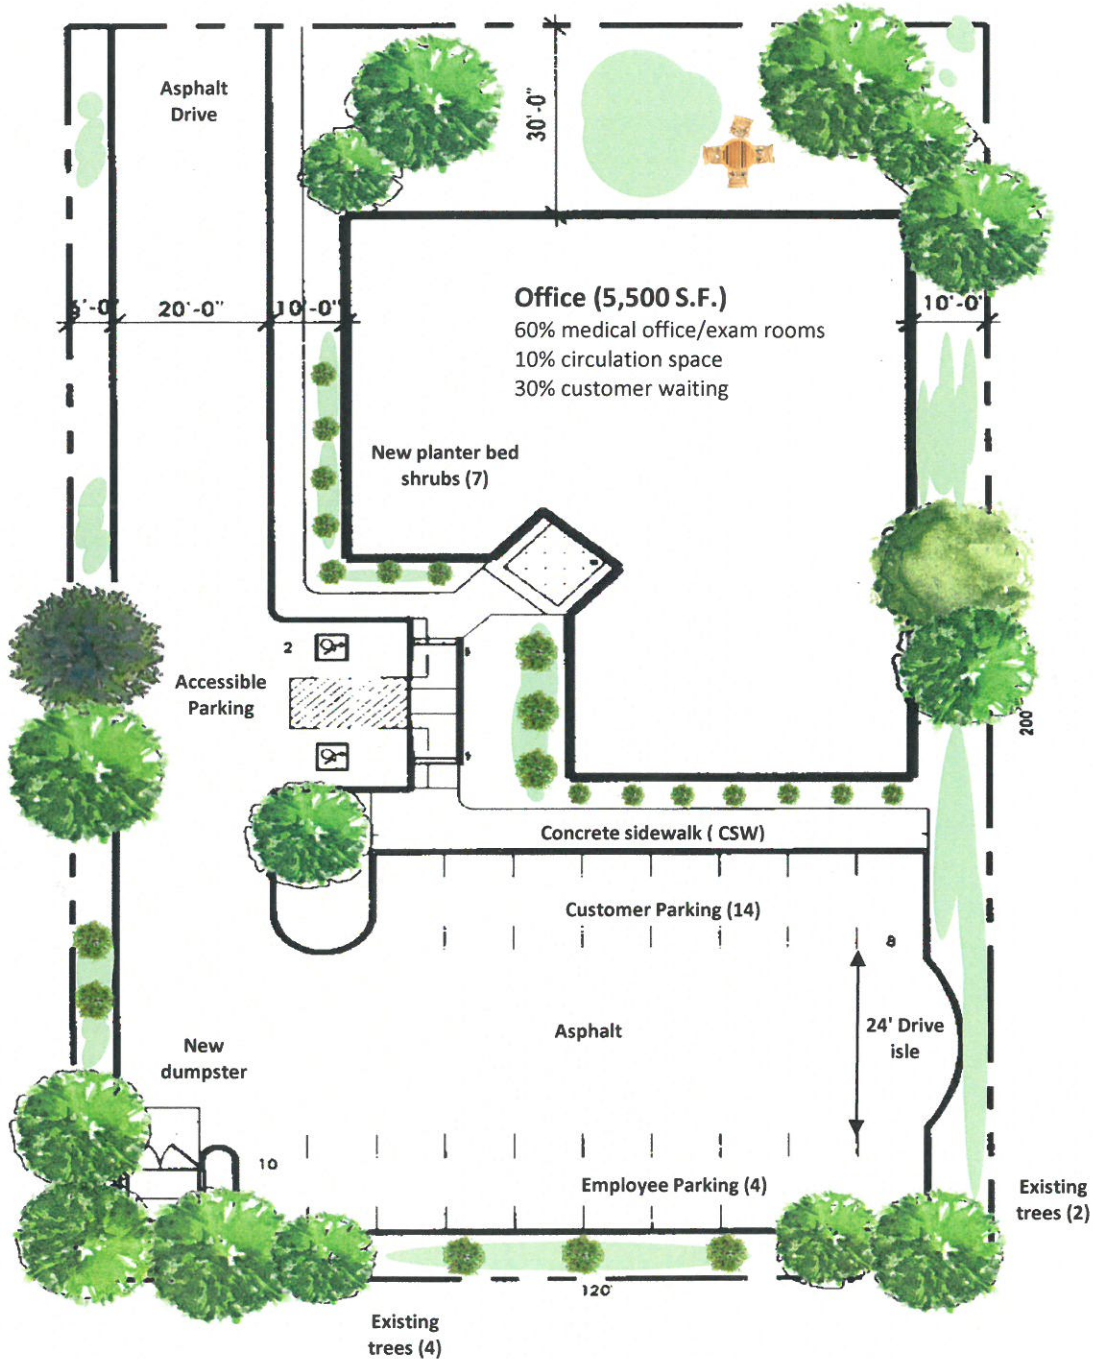 Asphalt
Drive
30'-0"
6'-0"
20'-0"
10'-0"
Office (5,500 S.F.)
60% medical office/exam rooms
10% circulation space
30% customer waiting
10'-0"
New planter bed
shrubs (7)
2
Accessible
Parking
200
Concrete sidewalk ( CSW)
Customer Parking (14)
8
Asphalt
24' Drive
isle
New
dumpster
10
Employee Parking (4)
Existing
trees (2)
120'
Existing
trees (4)